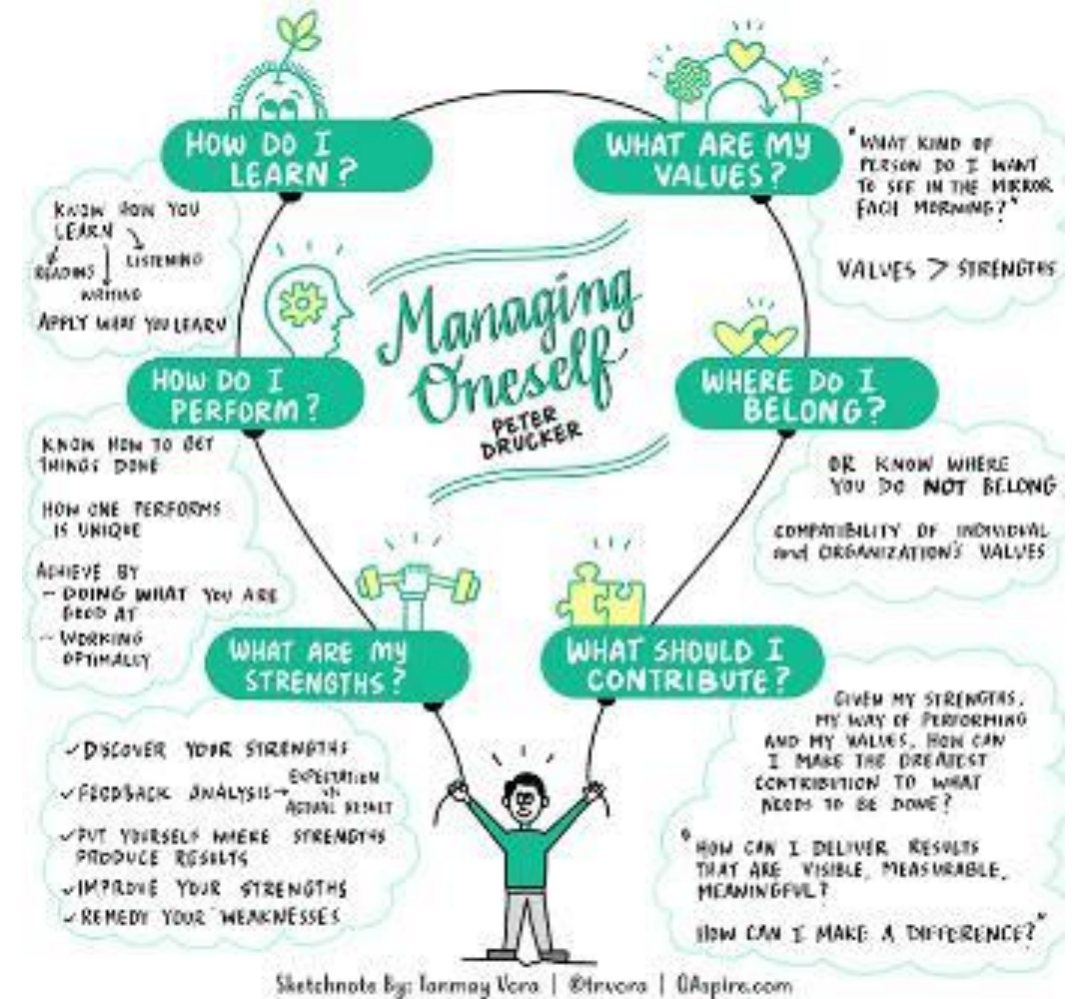 HOW DO I
LEARN?
KNOW HOW YOU
LEARN
READING
LISTENING
WRITING
APPLY WHAT YOU LEARN
HOW DO I
PERFORM?
KNOW HOW TO GET
THINGS DONE
HOW ONE PERFORMS
IS UNIQUE
ACHIEVE BY
- DOING WHAT YOU ARE
GOOD AT
- WORKING
OPTIMALLY
WHAT ARE MY
STRENGTHS?
✓ DISCOVER YOUR STRENGTHS
✓ FEEDBACK ANALYSIS → EXPECTATION
vs
ACTUAL RESULT
✓ PUT YOURSELF WHERE STRENGTHS
PRODUCE RESULTS
✓ IMPROVE YOUR STRENGTHS
✓ REMEDY YOUR WEAKNESSES
Managing
Oneself
PETER
DRUCKER
WHAT ARE MY
VALUES?
"WHAT KIND OF
PERSON DO I WANT
TO SEE IN THE MIRROR
EACH MORNING?"
VALUES > STRENGTHS
WHERE DO I
BELONG?
OR KNOW WHERE
YOU DO NOT BELONG
COMPATIBILITY OF INDIVIDUAL
and ORGANIZATION'S VALUES
WHAT SHOULD I
CONTRIBUTE?
GIVEN MY STRENGTHS,
MY WAY OF PERFORMING
AND MY VALUES, HOW CAN
I MAKE THE GREATEST
CONTRIBUTION TO WHAT
NEEDS TO BE DONE?
"HOW CAN I DELIVER RESULTS
THAT ARE VISIBLE, MEASURABLE,
MEANINGFUL?
HOW CAN I MAKE A DIFFERENCE?"
Sketchnote By: Tanmay Vora | @tnvora | QAspire.com